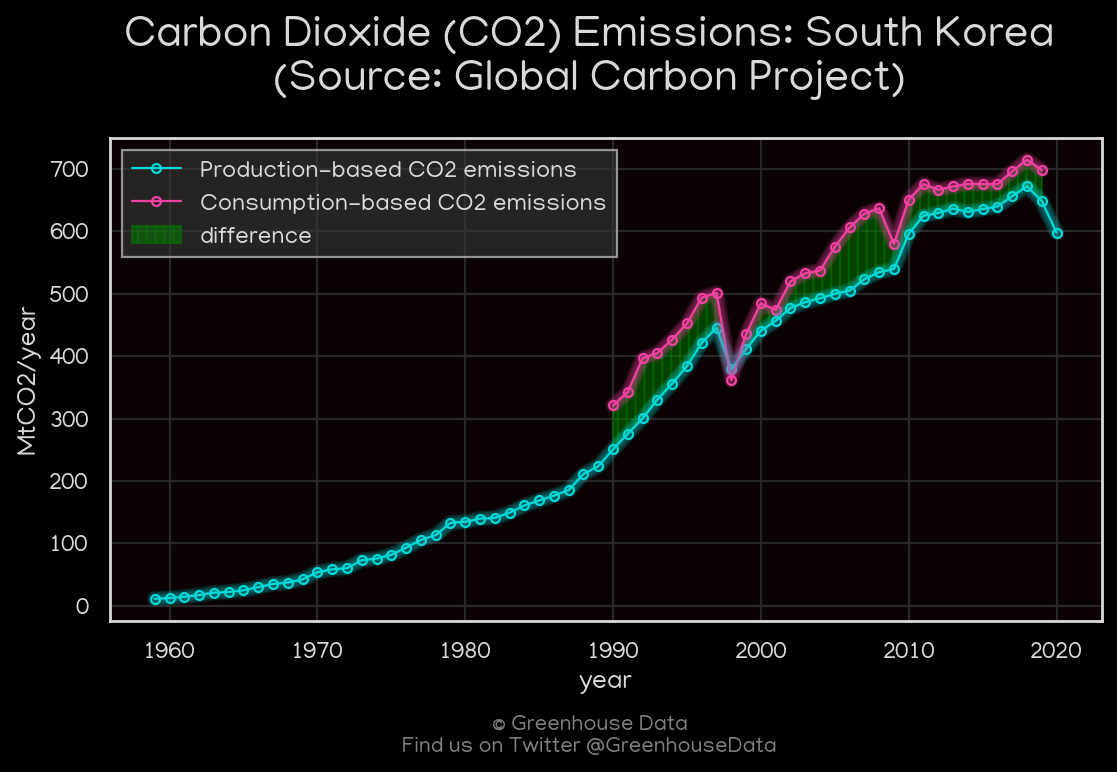 Carbon Dioxide (CO2) Emissions: South Korea
(Source: Global Carbon Project)
Production-based CO2 emissions
Consumption-based CO2 emissions
difference
MtCO2/year
700
600
500
400
300
200
100
0
1960 1970 1980 1990 2000 2010 2020
year
© Greenhouse Data
Find us on Twitter @GreenhouseData